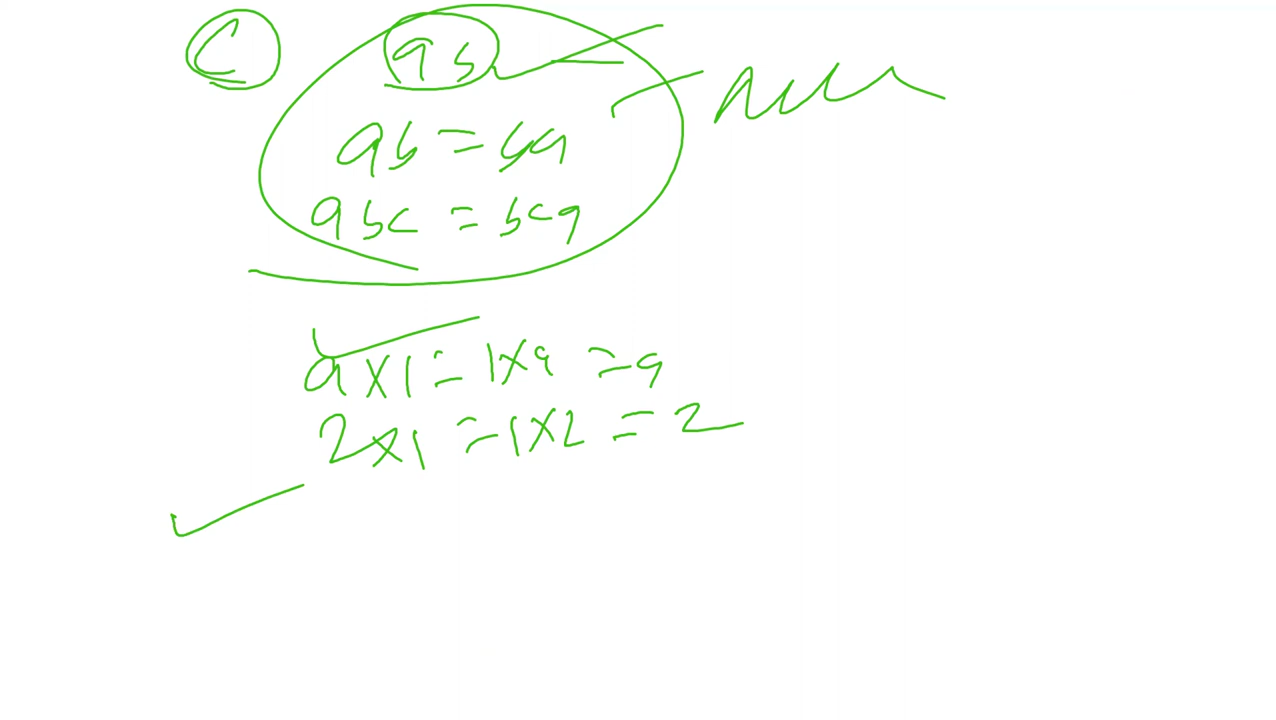 C ab
ab = ba
abc = bca
a×1 = 1×a = a
2×1 = 1×2 = 2